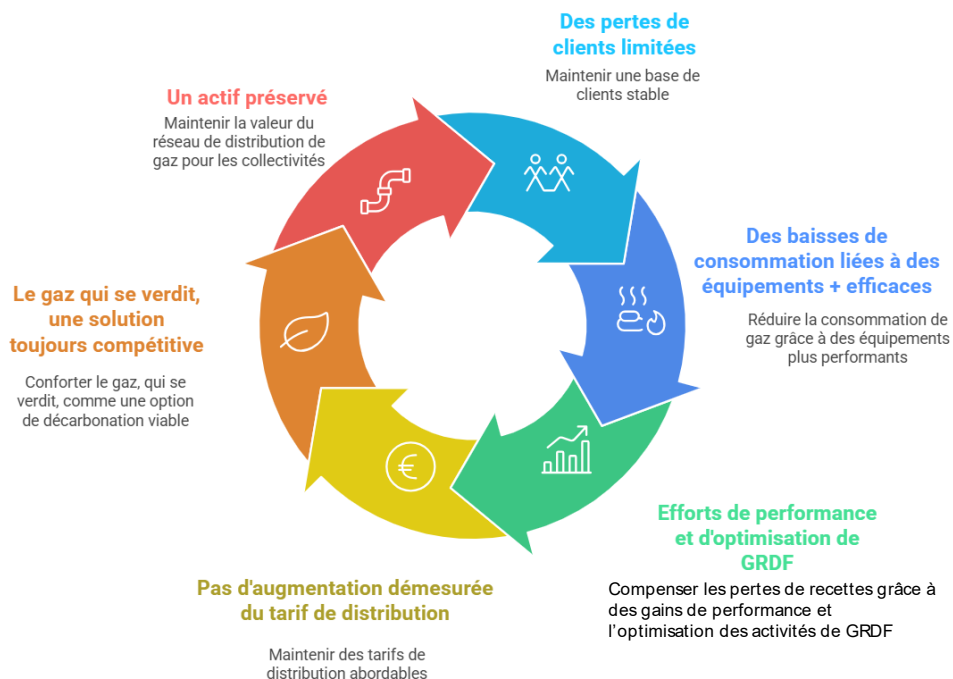 Des pertes de
clients limitées
Maintenir une base de
clients stable
Des baisses de
consommation liées à des
équipements + efficaces
Réduire la consommation de
gaz grâce à des équipements
plus performants
Efforts de performance
et d'optimisation de
GRDF
Compenser les pertes de recettes grâce à
des gains de performance et
l'optimisation des activités de GRDF
Pas d'augmentation démesurée
du tarif de distribution
Maintenir des tarifs de
distribution abordables
Le gaz qui se verdit,
une solution
toujours compétitive
Conforter le gaz, qui se
verdit, comme une option
de décarbonation viable
Un actif préservé
Maintenir la valeur du
réseau de distribution de
gaz pour les collectivités
€